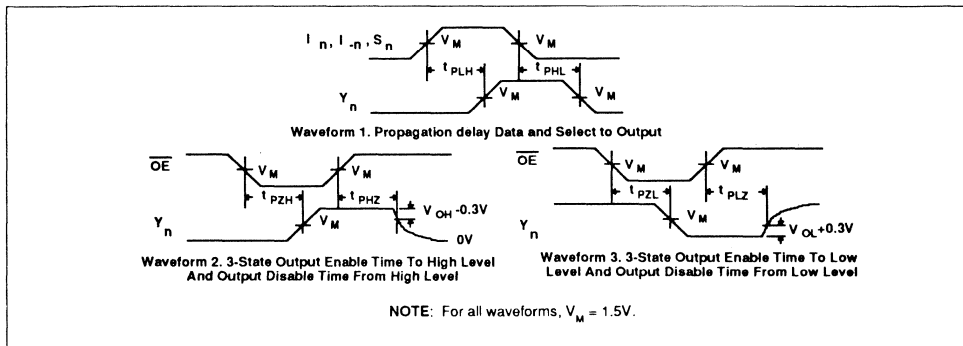 I n, I -n, S n
V M
V M
t PLH
t PHL
Y n
V M
V M
Waveform 1. Propagation delay Data and Select to Output
OE
V M
V M
t PZH
t PHZ
V OH -0.3V
Y n
V M
0V
Waveform 2. 3-State Output Enable Time To High Level
And Output Disable Time From High Level
OE
V M
V M
t PZL
t PLZ
Y n
V M
V OL +0.3V
Waveform 3. 3-State Output Enable Time To Low
Level And Output Disable Time From Low Level
NOTE: For all waveforms, V M = 1.5V.